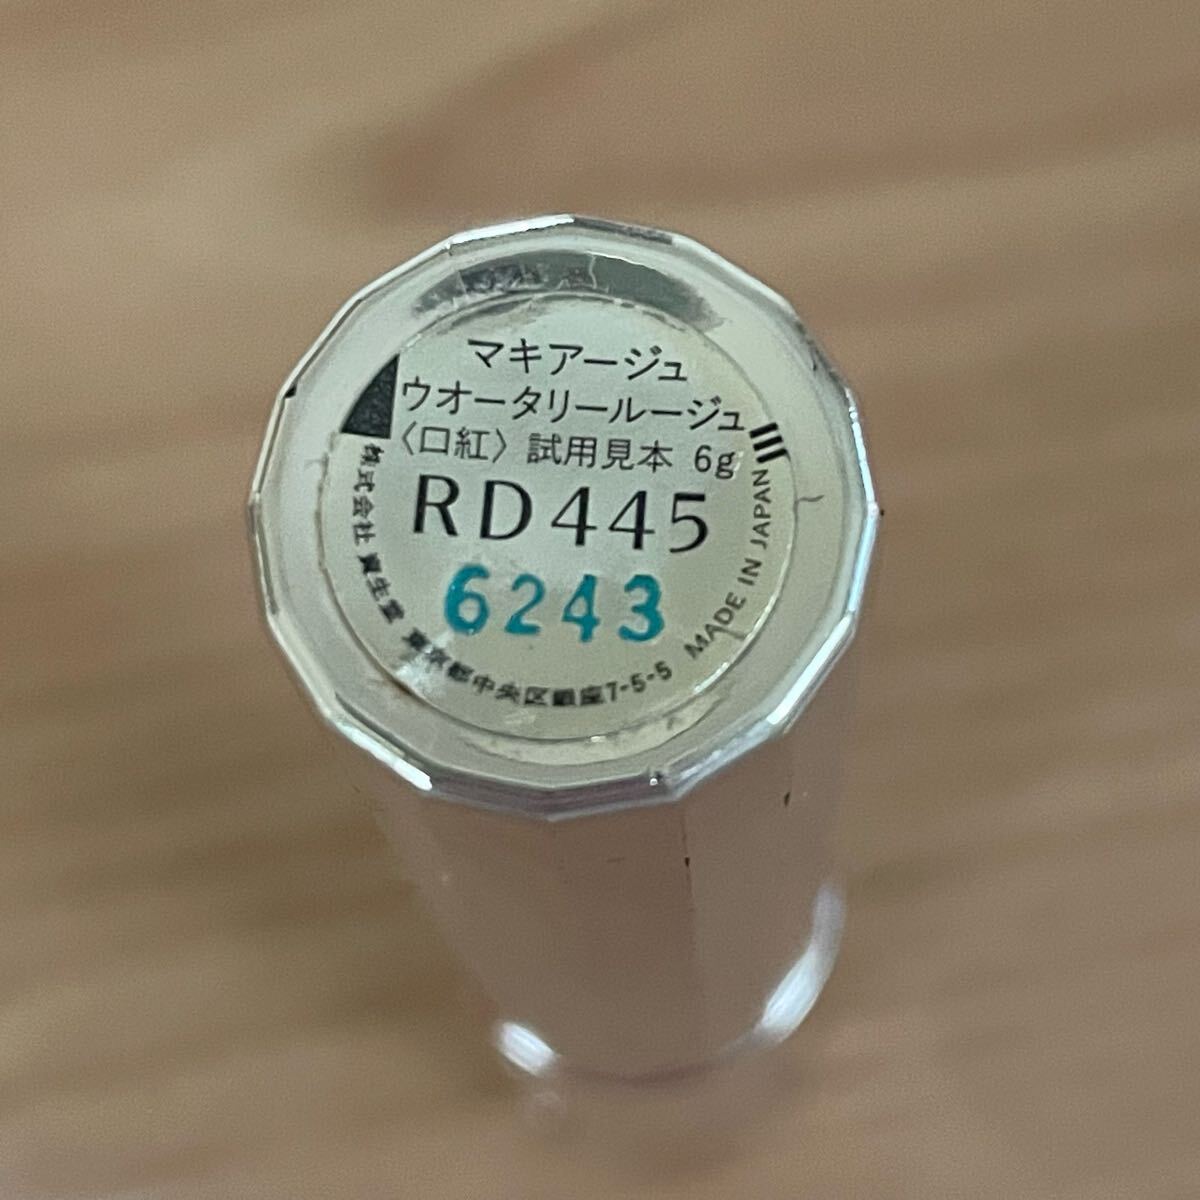 マキアージュ
ウオータリールージュ
〈口紅〉試用見本 6g
RD445
6243
株式会社 資生堂 東京都中央区銀座7-5-5 MADE IN JAPAN